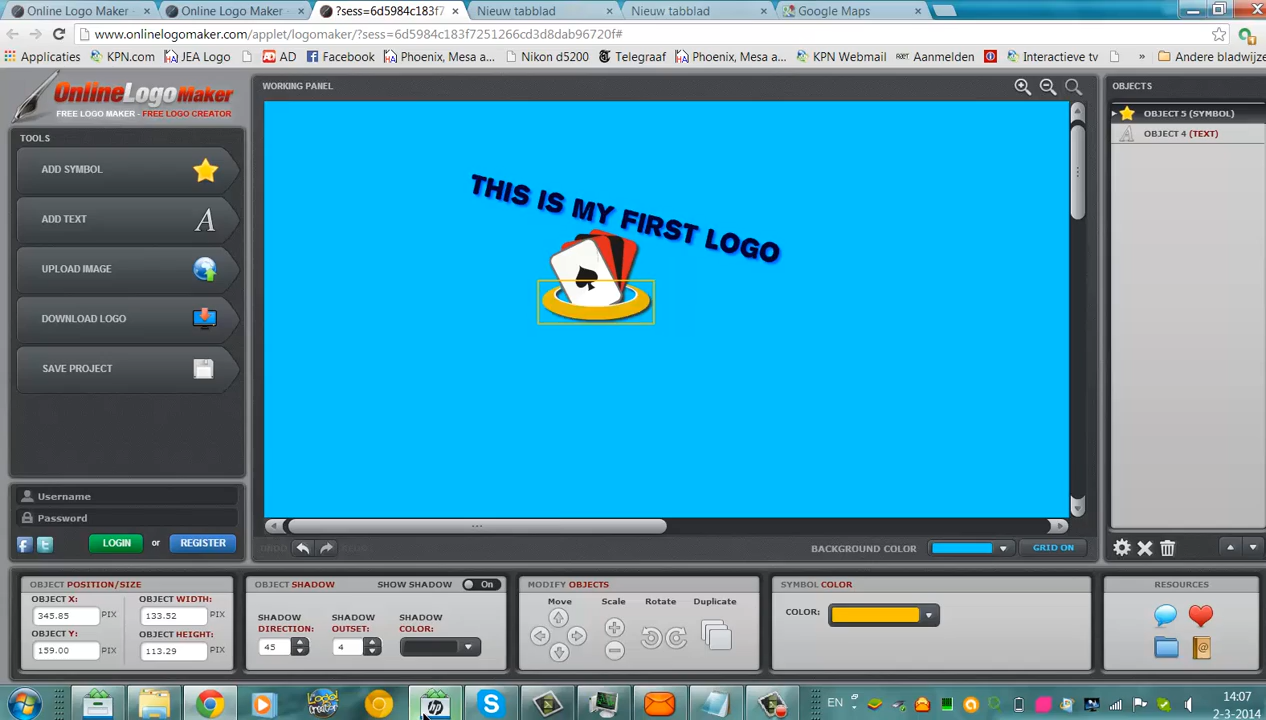 Online Logo Maker - Online Logo Maker - ?sess=6d5984c183f7 Nieuw tabblad Nieuw tabblad Google Maps
www.onlinelogomaker.com/applet/logomaker/?sess=6d5984c183f7251266cd3d8dab96720f#
Applicaties KPN.com JEA Logo AD Facebook Phoenix, Mesa a... Nikon d5200 Telegraaf Phoenix, Mesa a... KPN Webmail Aanmelden Interactieve tv » Andere bladwijzers
OnlineLogoMaker
FREE LOGO MAKER - FREE LOGO CREATOR
WORKING PANEL
OBJECTS
TOOLS
ADD SYMBOL
ADD TEXT
UPLOAD IMAGE
DOWNLOAD LOGO
SAVE PROJECT
THIS IS MY FIRST LOGO
OBJECT 5 (SYMBOL)
OBJECT 4 (TEXT)
Username
Password
LOGIN or REGISTER
UNDO REDO
BACKGROUND COLOR GRID ON
OBJECT POSITION/SIZE
OBJECT X: OBJECT WIDTH:
345.85 PIX 133.52 PIX
OBJECT Y: OBJECT HEIGHT:
159.00 PIX 113.29 PIX
OBJECT SHADOW SHOW SHADOW On
SHADOW DIRECTION: SHADOW OUTSET: SHADOW COLOR:
45 4
MODIFY OBJECTS
Move Scale Rotate Duplicate
SYMBOL COLOR
COLOR:
RESOURCES
EN 14:07
2-3-2014